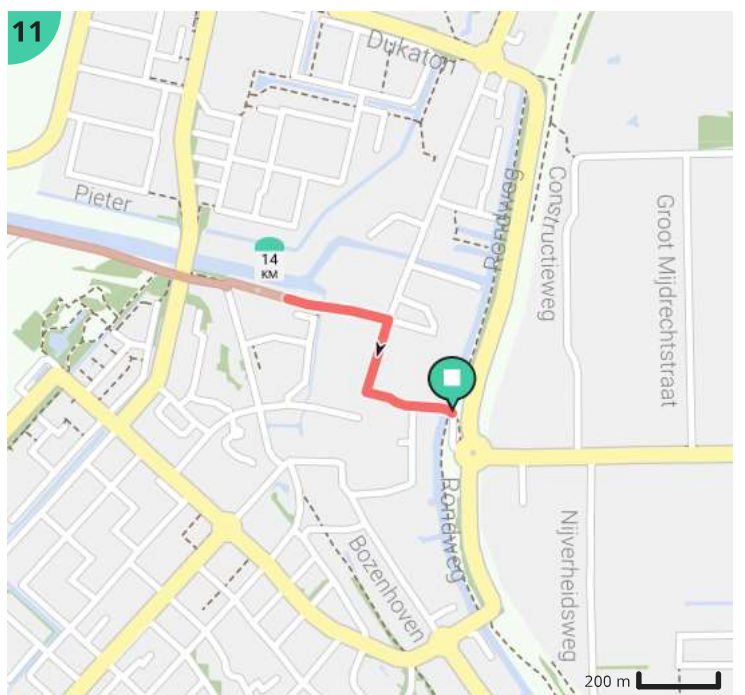 11
Dukaton
Pieter
14
KM
Rondweg
Constructieweg
Groot Mijdrechtstraat
Rondweg
Bozenhoven
Nijverheidsweg
200 m